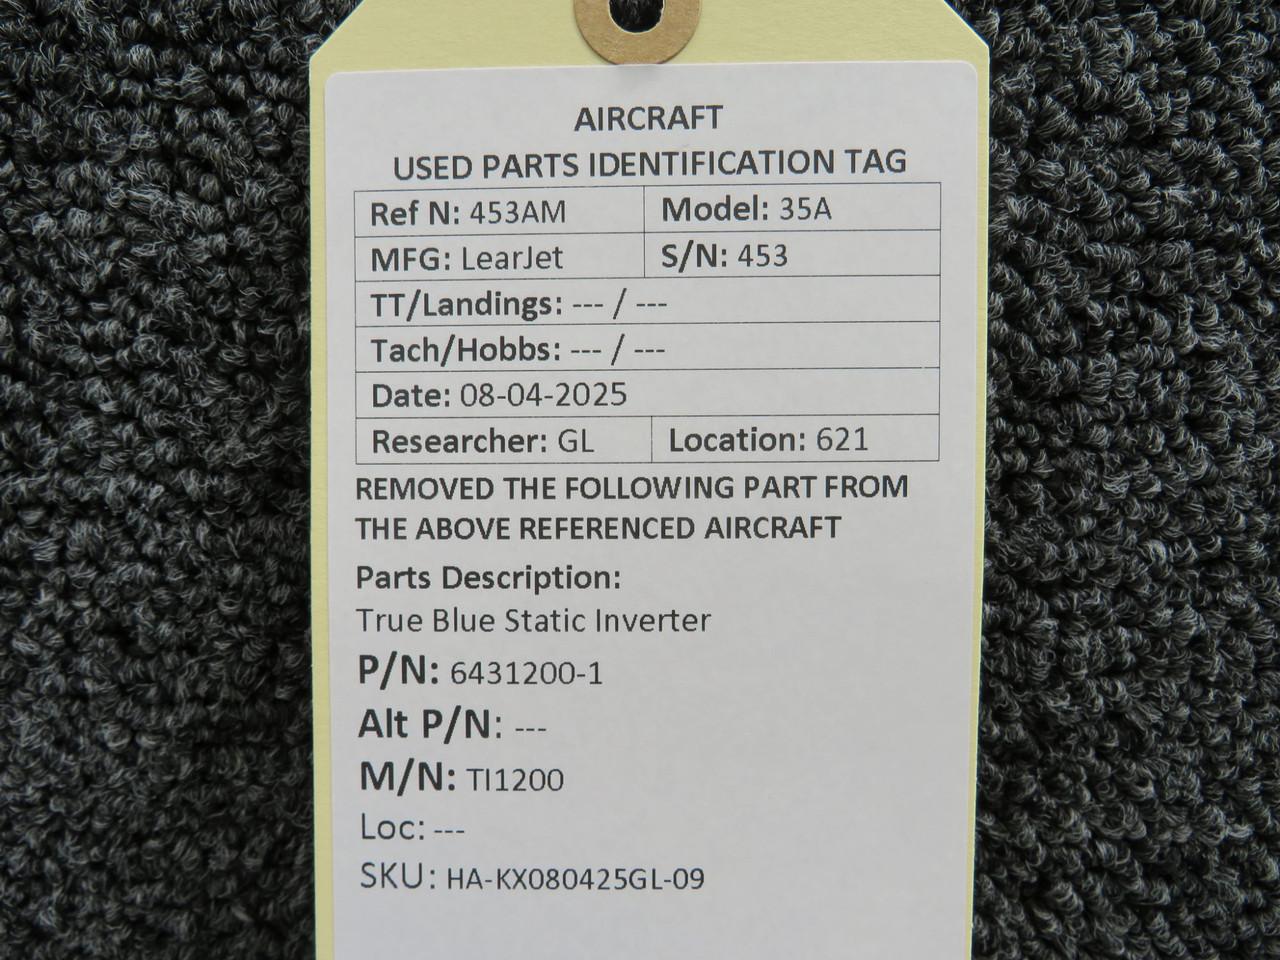 AIRCRAFT
USED PARTS IDENTIFICATION TAG
Ref N: 453AM Model: 35A
MFG: LearJet S/N: 453
TT/Landings: --- / ---
Tach/Hobbs: --- / ---
Date: 08-04-2025
Researcher: GL Location: 621
REMOVED THE FOLLOWING PART FROM
THE ABOVE REFERENCED AIRCRAFT
Parts Description:
True Blue Static Inverter
P/N: 6431200-1
Alt P/N: ---
M/N: TI1200
Loc: ---
SKU: HA-KX080425GL-09